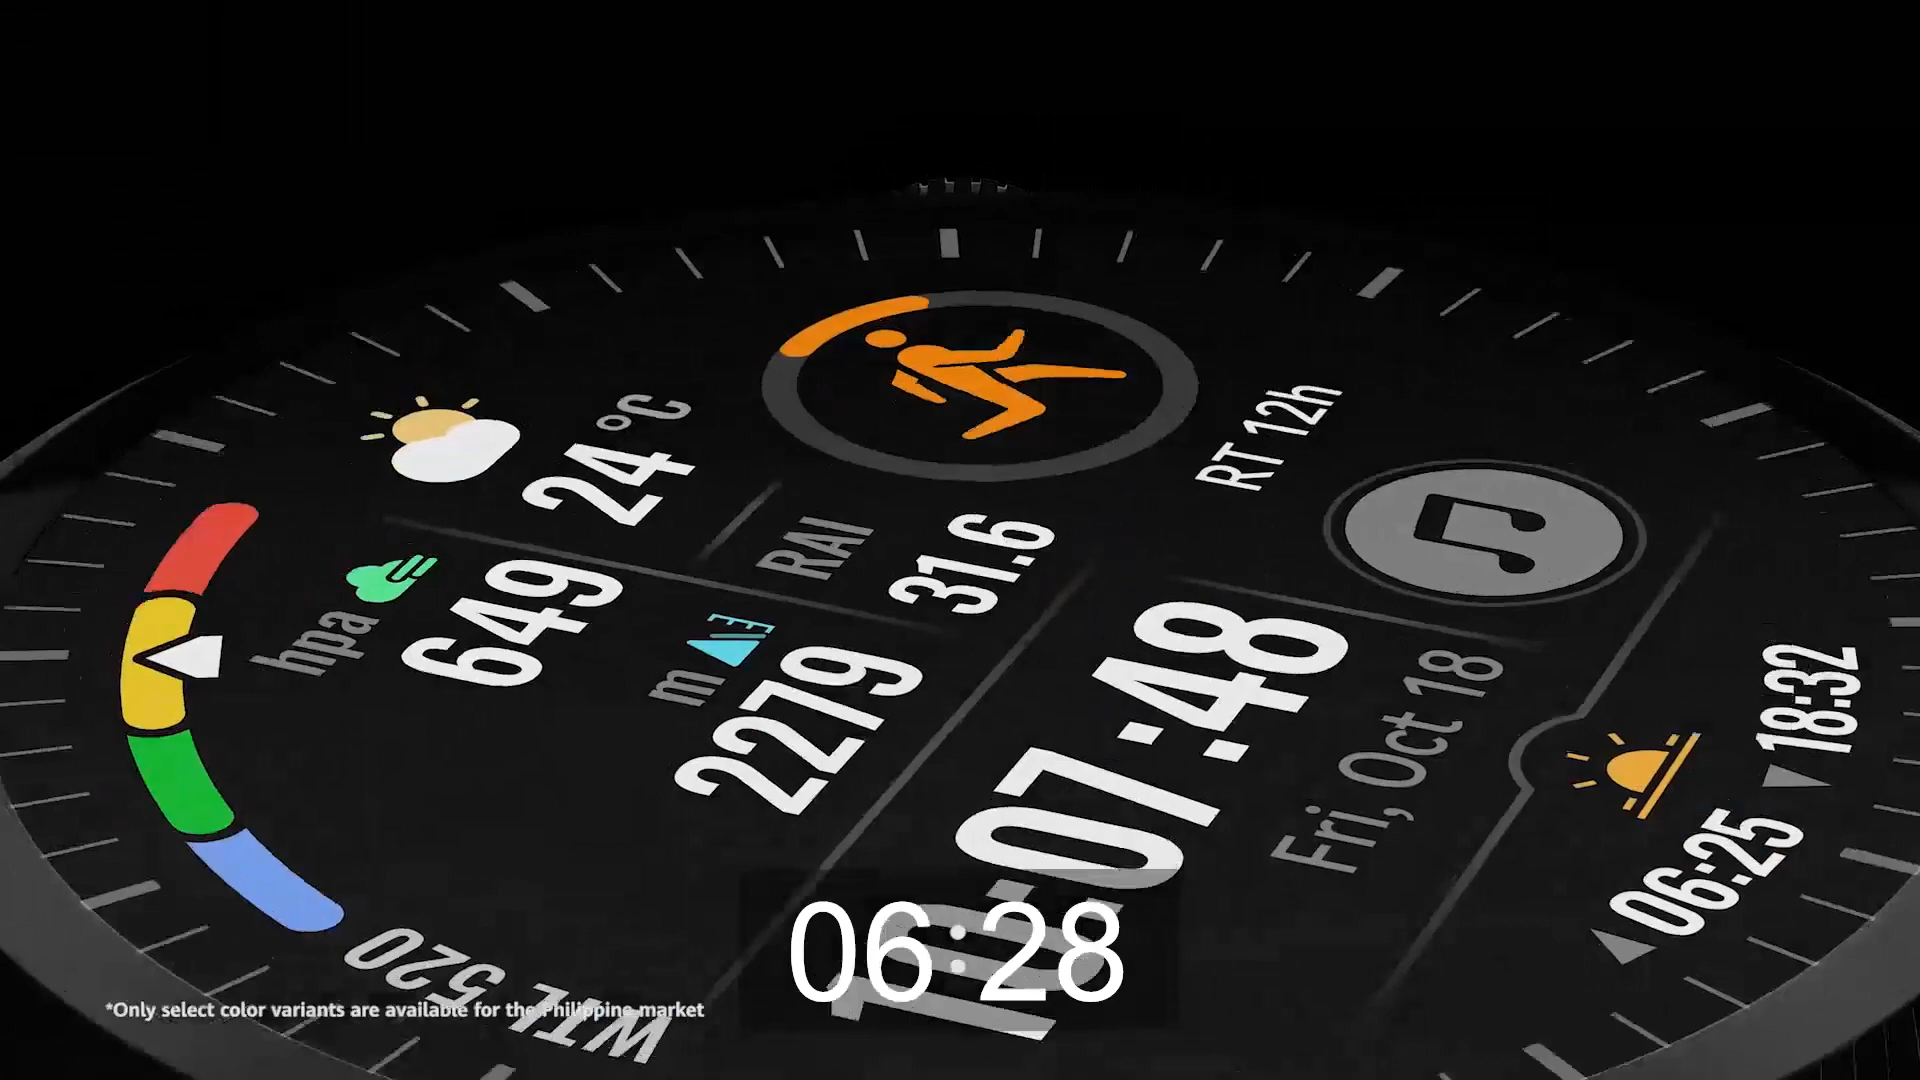 24 °C
RAI
31.6
RT 12h
hpa
649
m
2279
10:07:48
Fri, Oct 18
06:25
18:32
WTL 520
06:28
*Only select color variants are available for the Philippine market